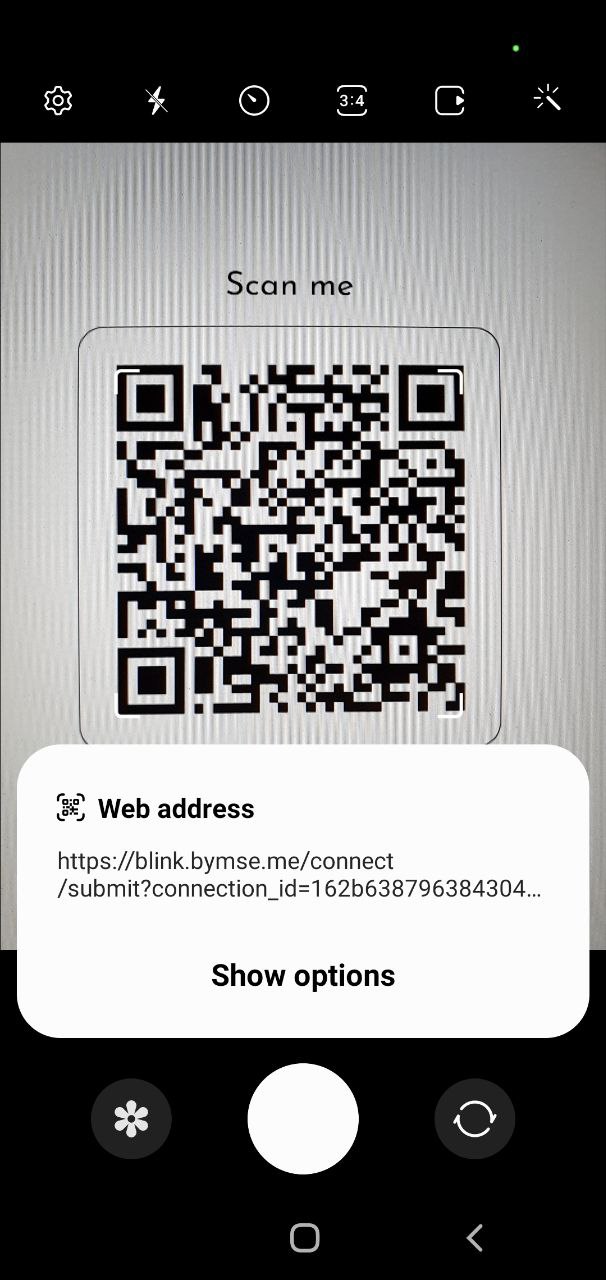 3:4
Scan me
Web address
https://blink.bymse.me/connect
/submit?connection_id=162b638796384304...
Show options